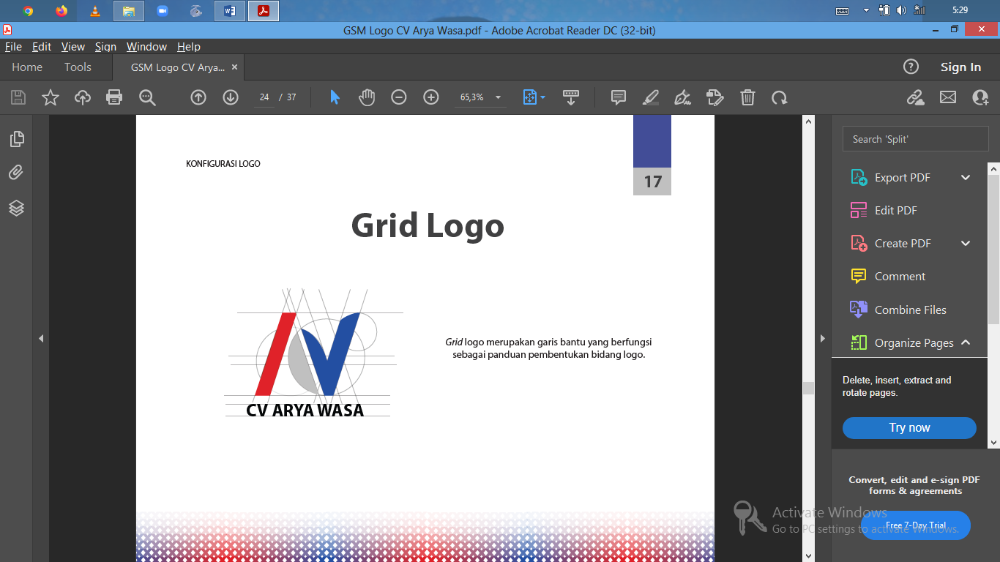 5:29
GSM Logo CV Arya Wasa.pdf - Adobe Acrobat Reader DC (32-bit)
File Edit View Sign Window Help
Home Tools GSM Logo CV Arya... × Sign In
24 / 37 65,3%
KONFIGURASI LOGO
17
Grid Logo
Grid logo merupakan garis bantu yang berfungsi
sebagai panduan pembentukan bidang logo.
CV ARYA WASA
Search 'Split'
Export PDF
Edit PDF
Create PDF
Comment
Combine Files
Organize Pages
Delete, insert, extract and
rotate pages.
Try now
Convert, edit and e-sign PDF
forms & agreements
Free 7-Day Trial
Activate Windows
Go to PC settings to activate Windows.